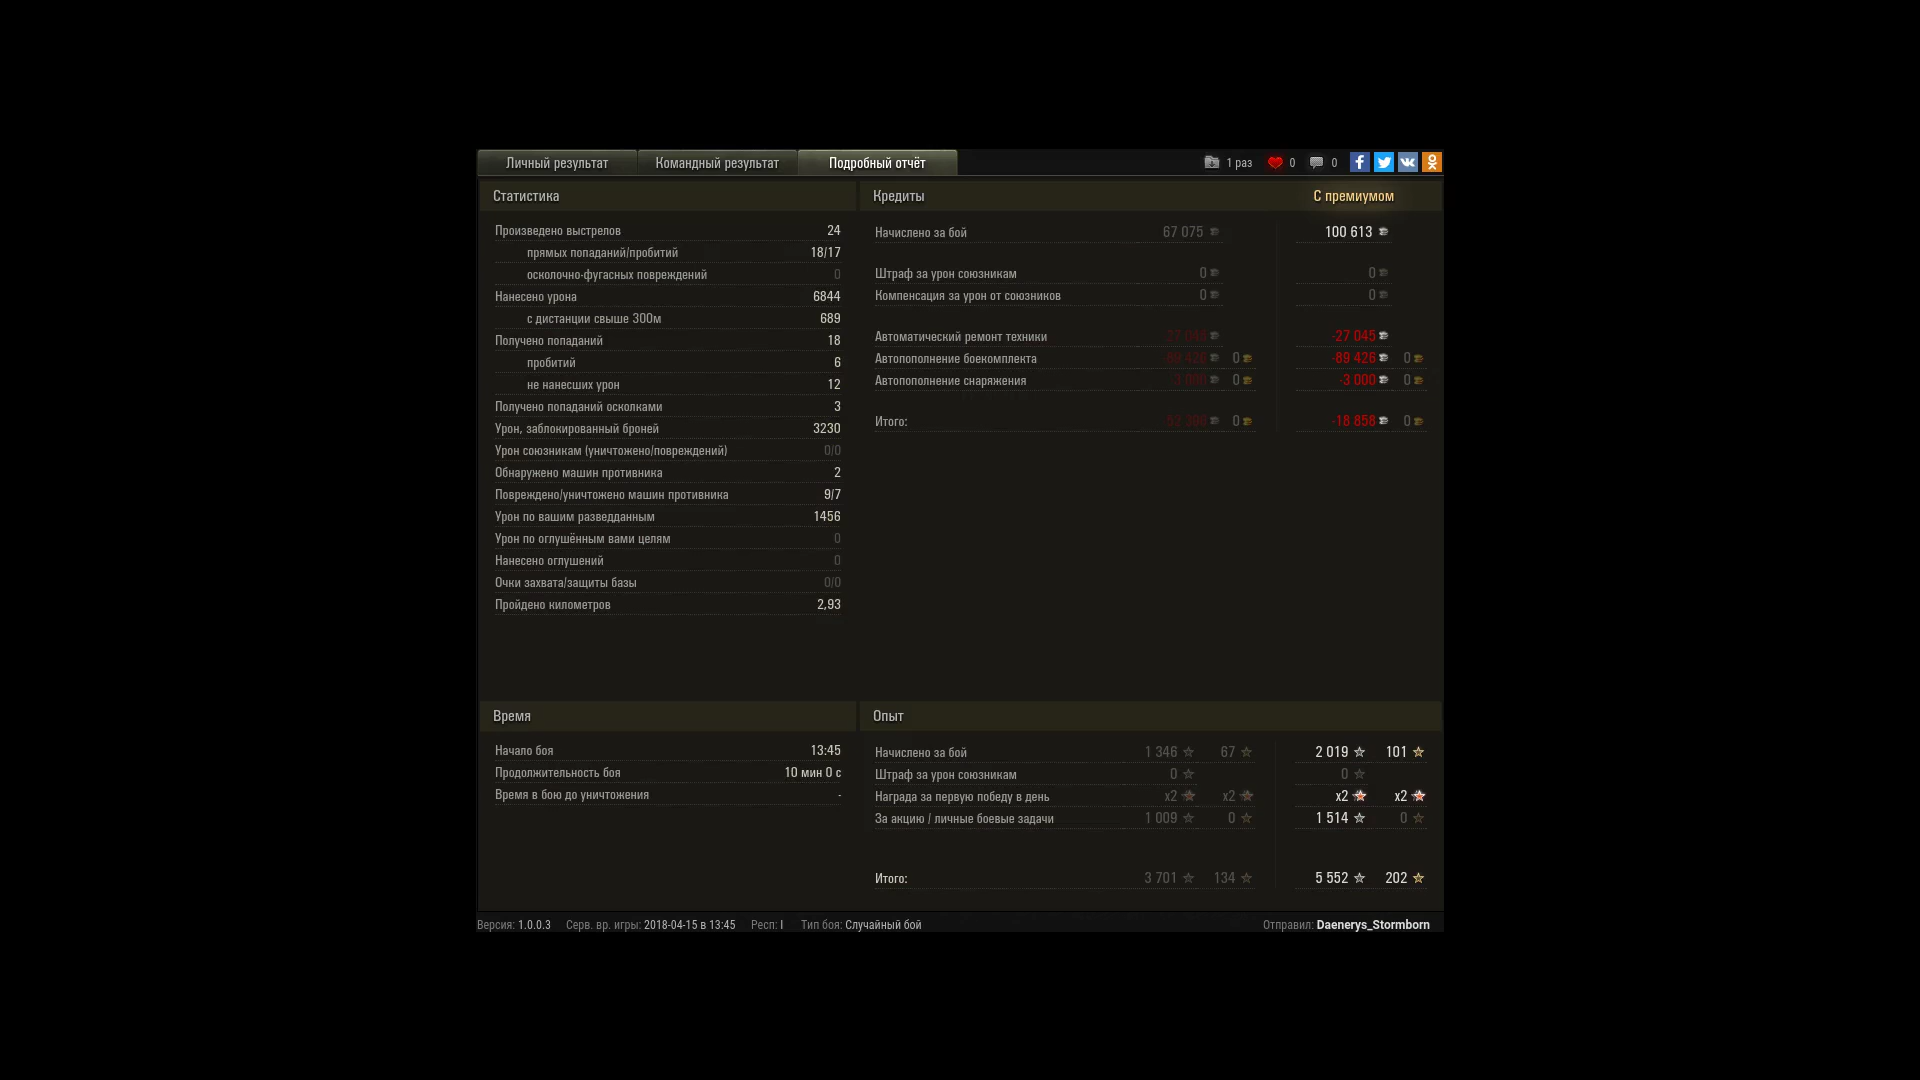 Личный результат Командный результат Подробный отчёт 1 раз 0 0
Статистика
Произведено выстрелов 24
прямых попаданий/пробитий 18/17
осколочно-фугасных повреждений 0
Нанесено урона 6844
с дистанции свыше 300м 689
Получено попаданий 18
пробитий 6
не нанесших урон 12
Получено попаданий осколками 3
Урон, заблокированный броней 3230
Урон союзникам (уничтожено/повреждений) 0/0
Обнаружено машин противника 2
Повреждено/уничтожено машин противника 9/7
Урон по вашим разведданным 1456
Урон по оглушённым вами целям 0
Нанесено оглушений 0
Очки захвата/защиты базы 0/0
Пройдено километров 2,93
Кредиты С премиумом
Начислено за бой 67 075 100 613
Штраф за урон союзникам 0 0
Компенсация за урон от союзников 0 0
Автоматический ремонт техники -27 045 -27 045
Автопополнение боекомплекта -89 426 0 -89 426 0
Автопополнение снаряжения -3 000 0 -3 000 0
Итого: 0 -18 858 0
Время
Начало боя 13:45
Продолжительность боя 10 мин 0 с
Время в бою до уничтожения -
Опыт
Начислено за бой 1 346 67 2 019 101
Штраф за урон союзникам 0 0
Награда за первую победу в день x2 x2 x2 x2
За акцию / личные боевые задачи 1 009 0 1 514 0
Итого: 3 701 134 5 552 202
Версия: 1.0.0.3 Серв. вр. игры: 2018-04-15 в 13:45 Респ: I Тип боя: Случайный бой Отправил: Daenerys_Stormborn